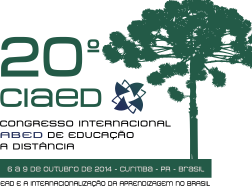 20º
CIAED
CONGRESSO INTERNACIONAL
ABED DE EDUCAÇÃO
A DISTÂNCIA
6 a 9 DE OUTUBRO DE 2014 - CURITIBA - PR - BRASIL
EAD E A INTERNACIONALIZAÇÃO DA APRENDIZAGEM NO BRASIL